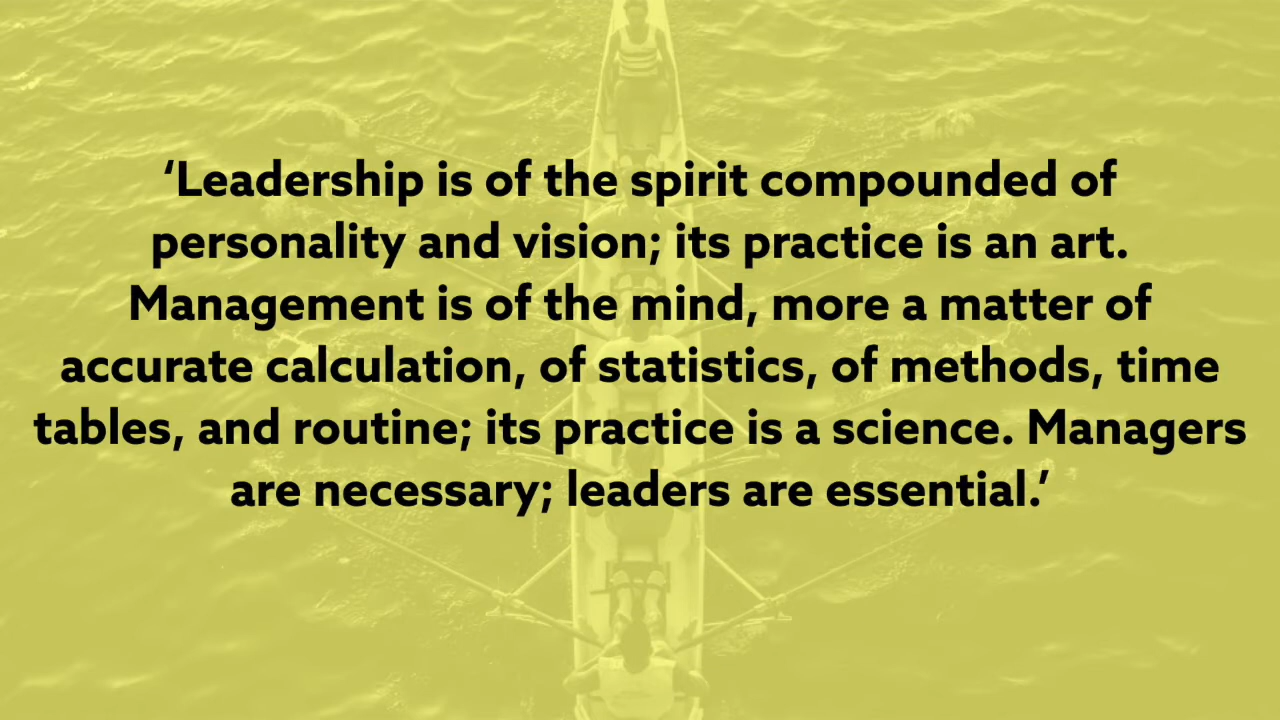 ‘Leadership is of the spirit compounded of
personality and vision; its practice is an art.
Management is of the mind, more a matter of
accurate calculation, of statistics, of methods, time
tables, and routine; its practice is a science. Managers
are necessary; leaders are essential.’